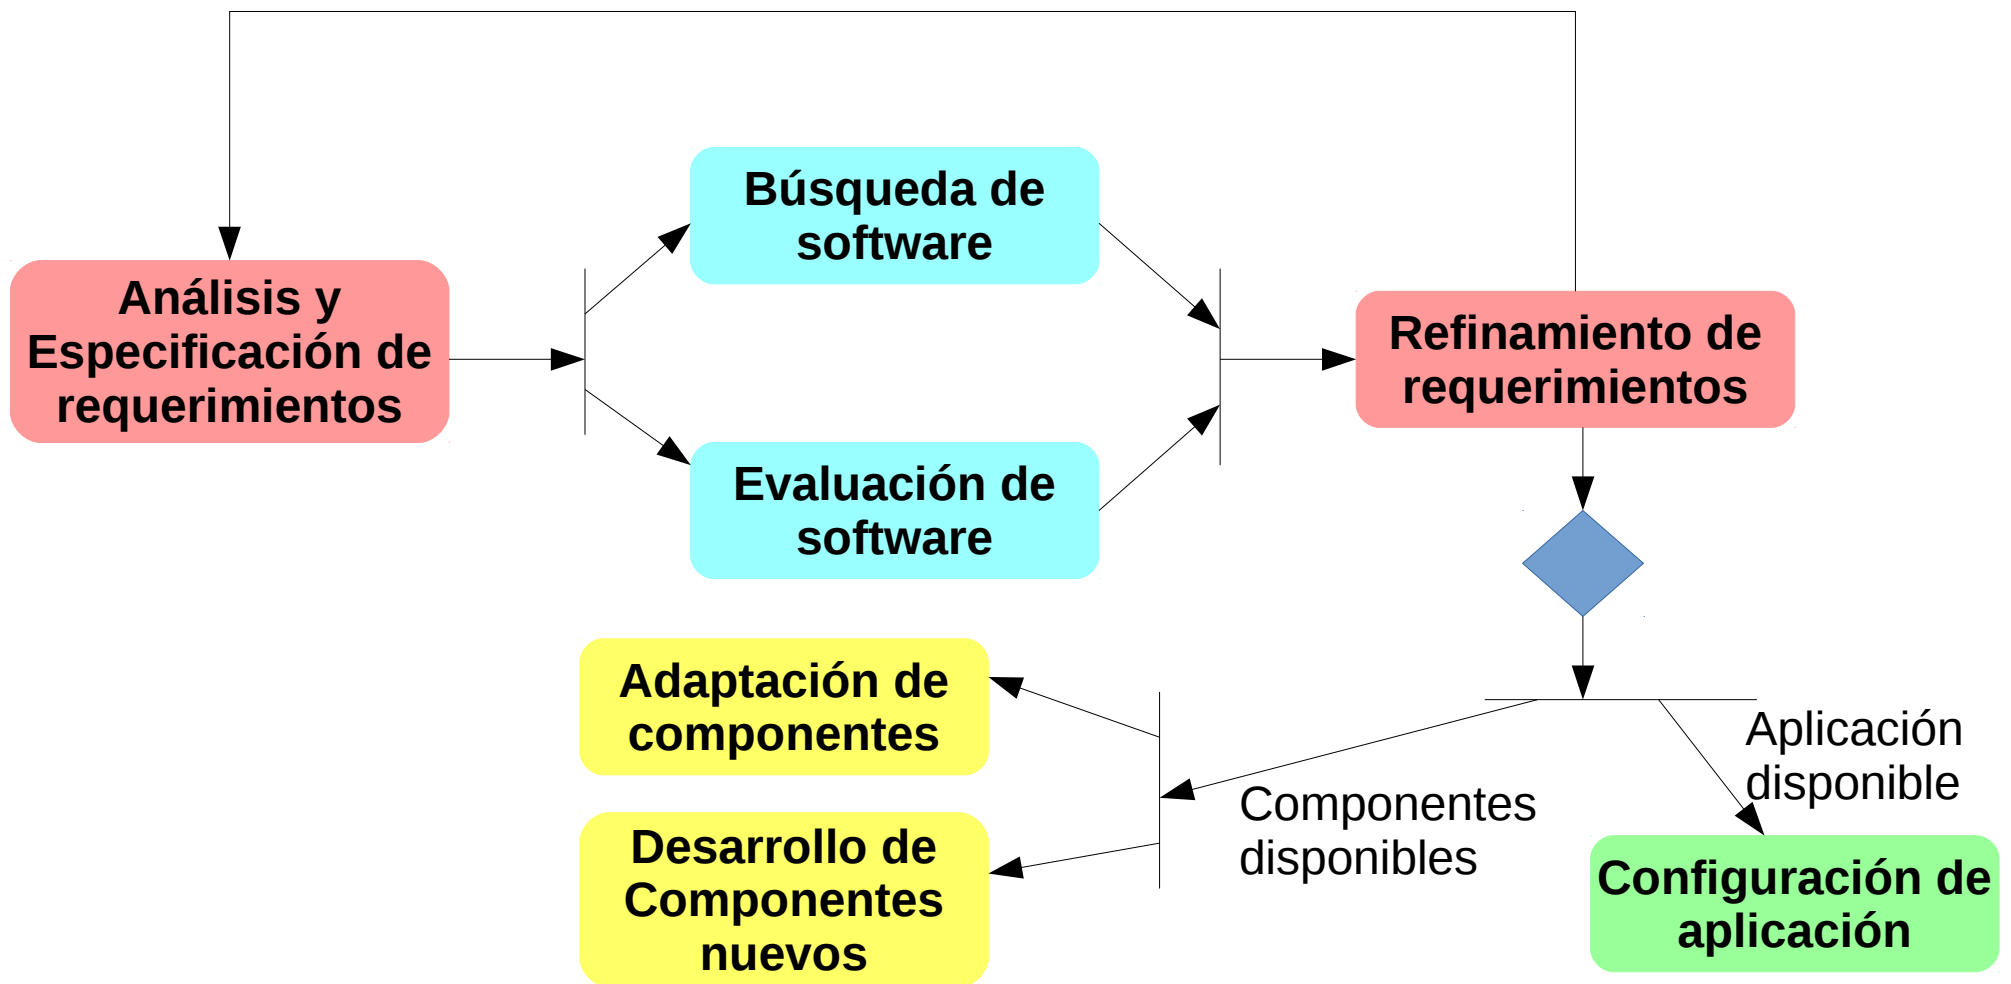 Análisis y
Especificación de
requerimientos
Búsqueda de
software
Evaluación de
software
Refinamiento de
requerimientos
Adaptación de
componentes
Desarrollo de
Componentes
nuevos
Componentes
disponibles
Aplicación
disponible
Configuración de
aplicación